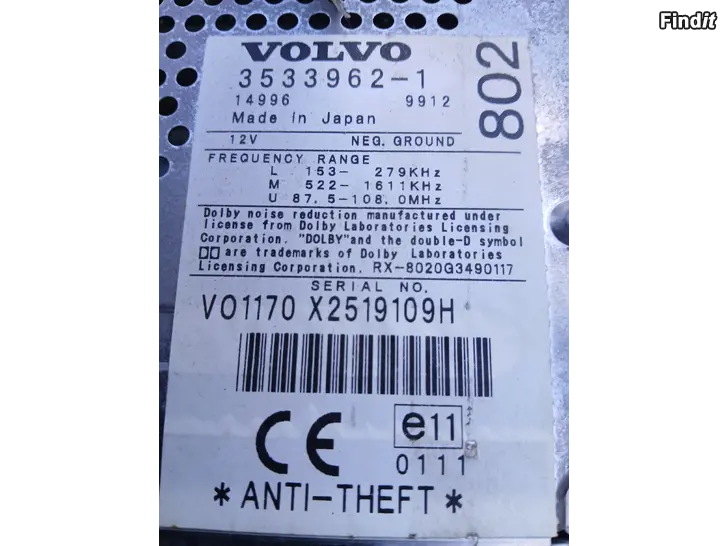 Findit
VOLVO
802
3533962-1
14996 9912
Made in Japan
12V NEG. GROUND
FREQUENCY RANGE
L 153- 279KHz
M 522- 1611KHz
U 87.5-108.0MHz
Dolby noise reduction manufactured under
license from Dolby Laboratories Licensing
Corporation. "DOLBY"and the double-D symbol
are trademarks of Dolby Laboratories
Licensing Corporation. RX-8020G3490117
SERIAL NO.
VO1170 X2519109H
CE
e11
0111
*ANTI-THEFT*